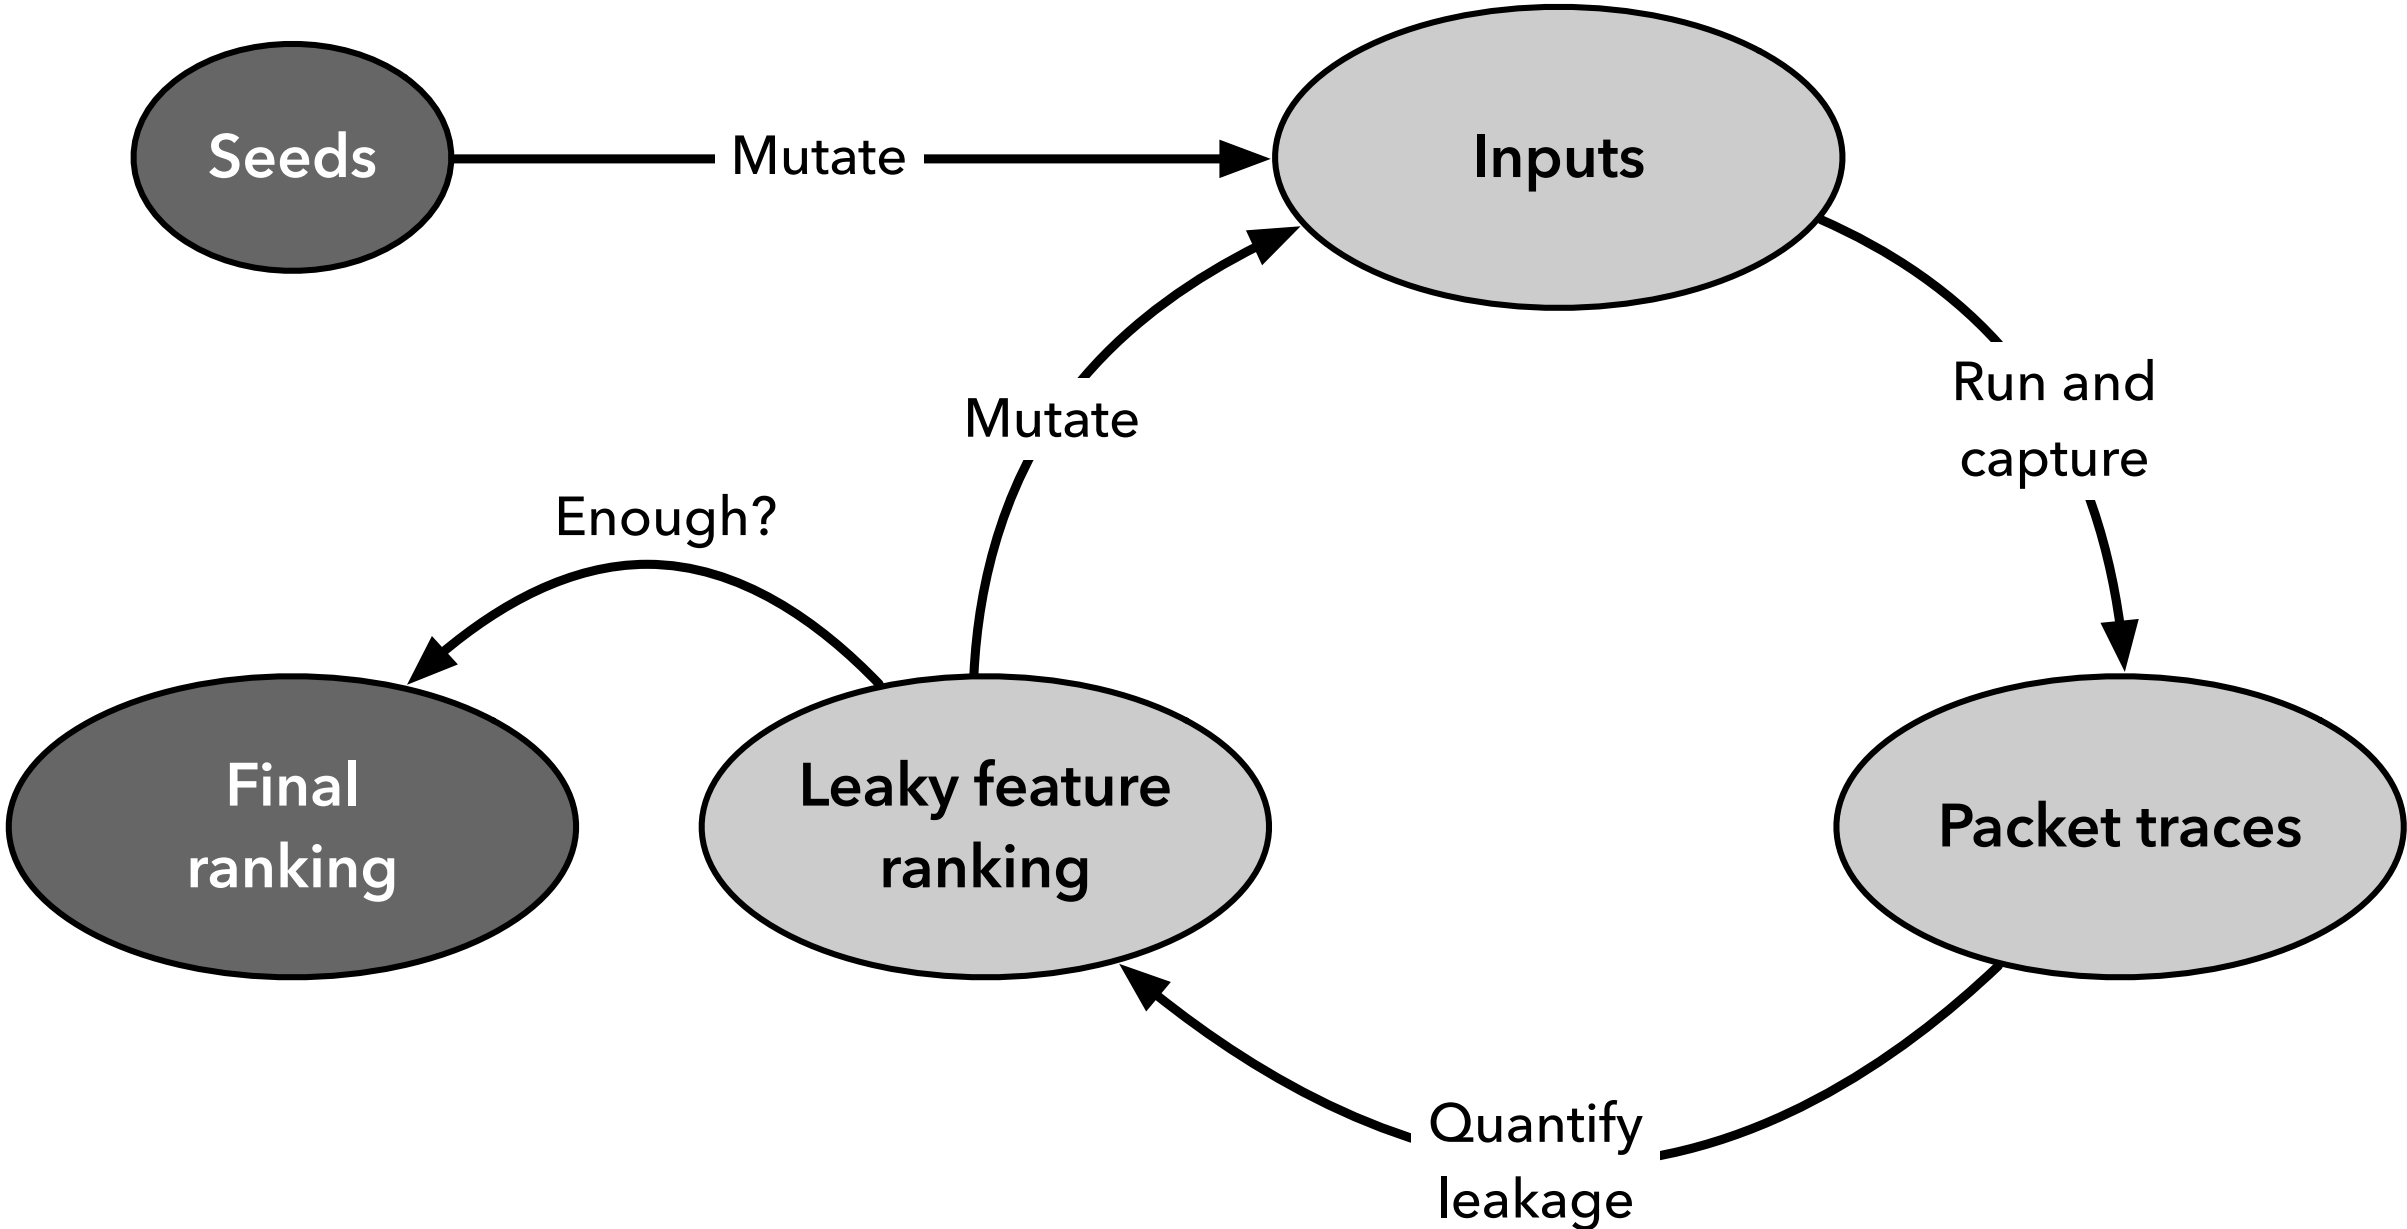 Seeds
Mutate
Inputs
Run and
capture
Mutate
Enough?
Final
ranking
Leaky feature
ranking
Packet traces
Quantify
leakage